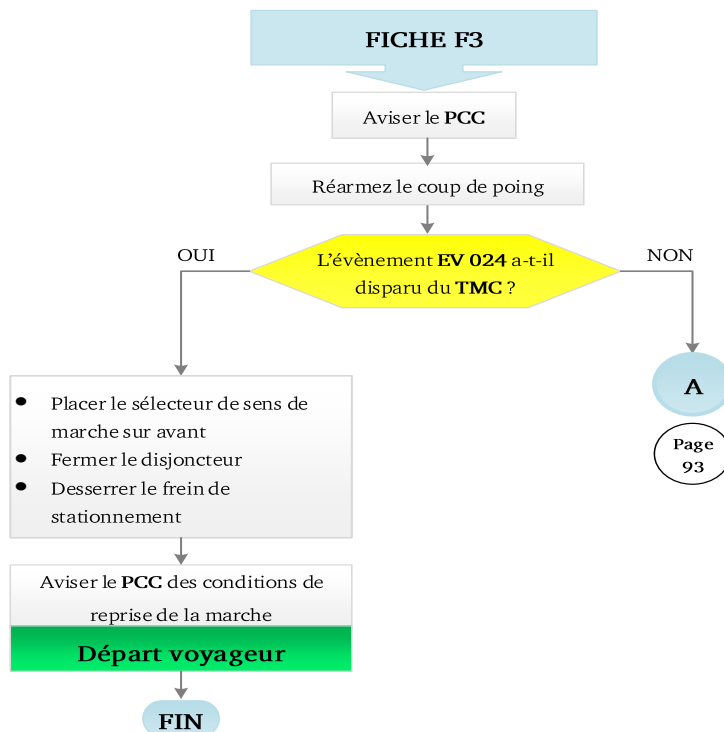 FICHE F3
Aviser le PCC
Réarmez le coup de poing
OUI
L'évènement EV 024 a-t-il
disparu du TMC ?
NON
A
Page
93
• Placer le sélecteur de sens de
marche sur avant
• Fermer le disjoncteur
• Desserrer le frein de
stationnement
Aviser le PCC des conditions de
reprise de la marche
Départ voyageur
FIN